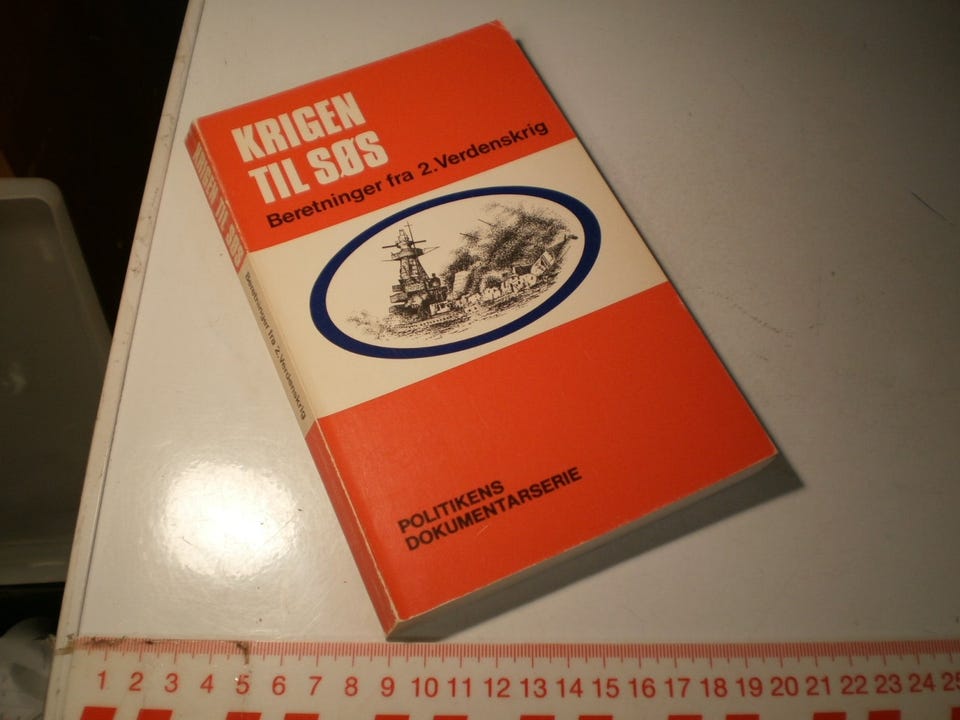 KRIGEN
TIL SØS
Beretninger fra 2. Verdenskrig
KRIGEN TIL SØS
Beretninger fra 2. Verdenskrig
POLITIKENS
DOKUMENTARSERIE
1 2 3 4 5 6 7 8 9 10 11 12 13 14 15 16 17 18 19 20 21 22 23 24 25